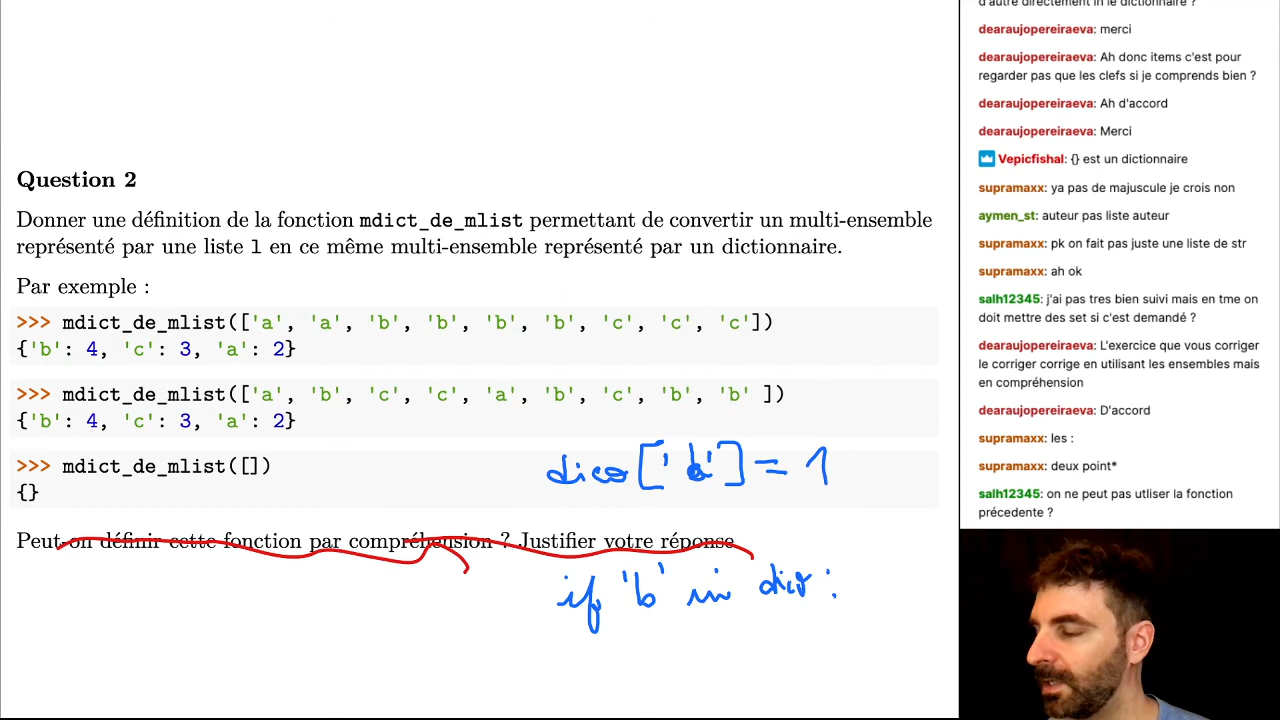 Question 2
Donner une définition de la fonction mdict_de_mlist permettant de convertir un multi-ensemble
représenté par une liste l en ce même multi-ensemble représenté par un dictionnaire.
Par exemple :
>>> mdict_de_mlist(['a', 'a', 'b', 'b', 'b', 'b', 'c', 'c', 'c'])
{'b': 4, 'c': 3, 'a': 2}
>>> mdict_de_mlist(['a', 'b', 'c', 'c', 'a', 'b', 'c', 'b', 'b' ])
{'b': 4, 'c': 3, 'a': 2}
>>> mdict_de_mlist([])
{}
dico['b'] = 1
Peut-on définir cette fonction par compréhension ? Justifier votre réponse.
if 'b' in dico :
d'autre directement in le dictionnaire ?
dearaujopereiraeva: merci
dearaujopereiraeva: Ah donc items c'est pour
regarder pas que les clefs si je comprends bien ?
dearaujopereiraeva: Ah d'accord
dearaujopereiraeva: Merci
Vepicfishal: {} est un dictionnaire
supramaxx: ya pas de majuscule je crois non
aymen_st: auteur pas liste auteur
supramaxx: pk on fait pas juste une liste de str
supramaxx: ah ok
salh12345: j'ai pas tres bien suivi mais en tme on
doit mettre des set si c'est demandé ?
dearaujopereiraeva: L'exercice que vous corriger
le corriger corrige en utilisant les ensembles mais
en compréhension
dearaujopereiraeva: D'accord
supramaxx: les :
supramaxx: deux point*
salh12345: on ne peut pas utliser la fonction
précedente ?